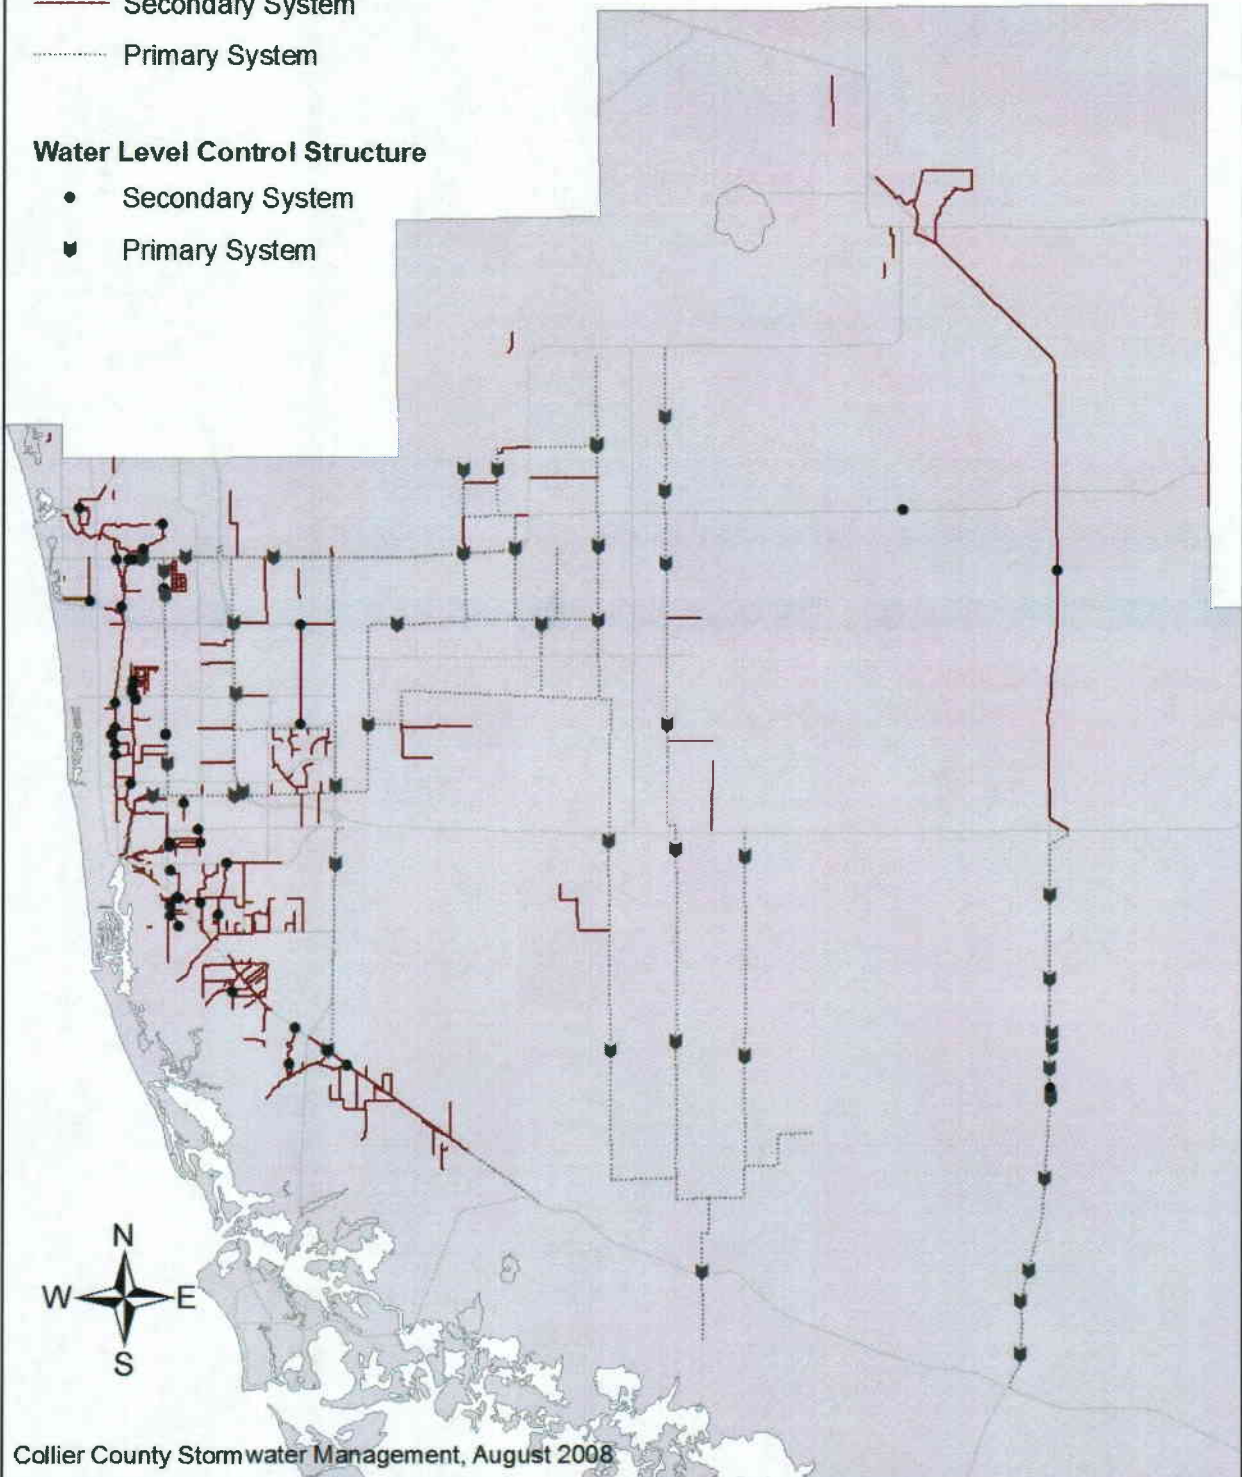 Secondary System
Primary System
Water Level Control Structure
Secondary System
Primary System
N
W E
S
Collier County Stormwater Management, August 2008